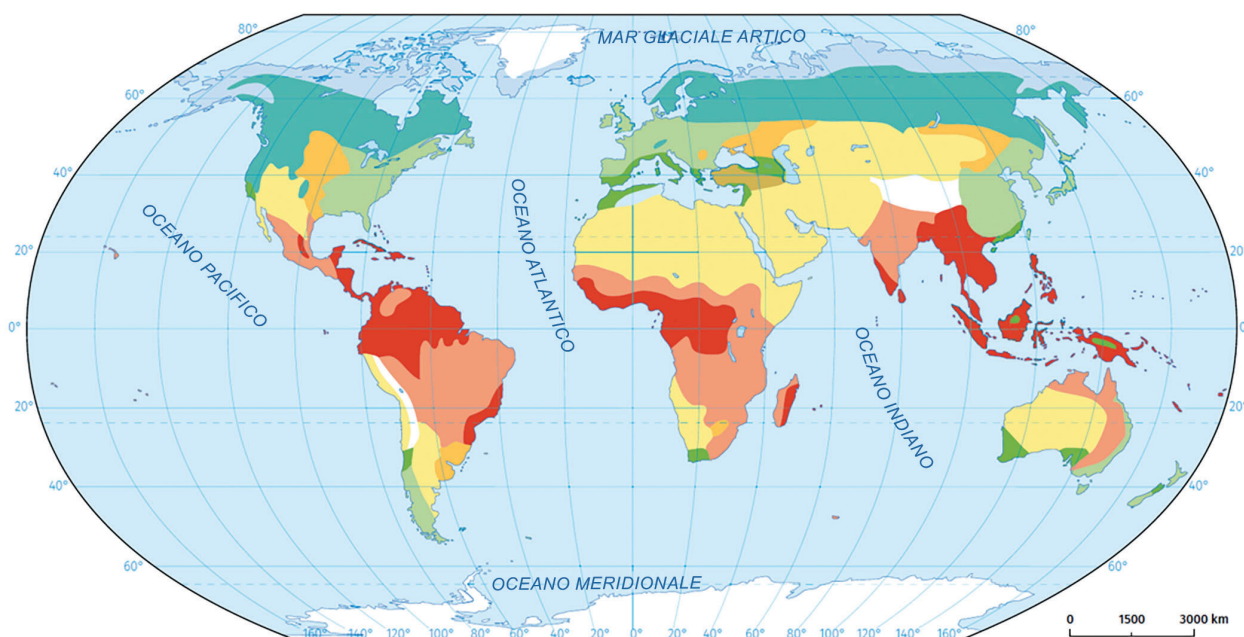 80°
MAR GLACIALE ARTICO
80°
60°
60°
40°
40°
OCEANO PACIFICO
OCEANO ATLANTICO
20°
20°
0°
OCEANO INDIANO
20°
20°
40°
40°
60°
OCEANO MERIDIONALE
60°
160° 140° 120° 100° 80° 60° 40° 20° 0° 20° 40° 60° 80° 100° 120° 140° 160°
0 1500 3000 km